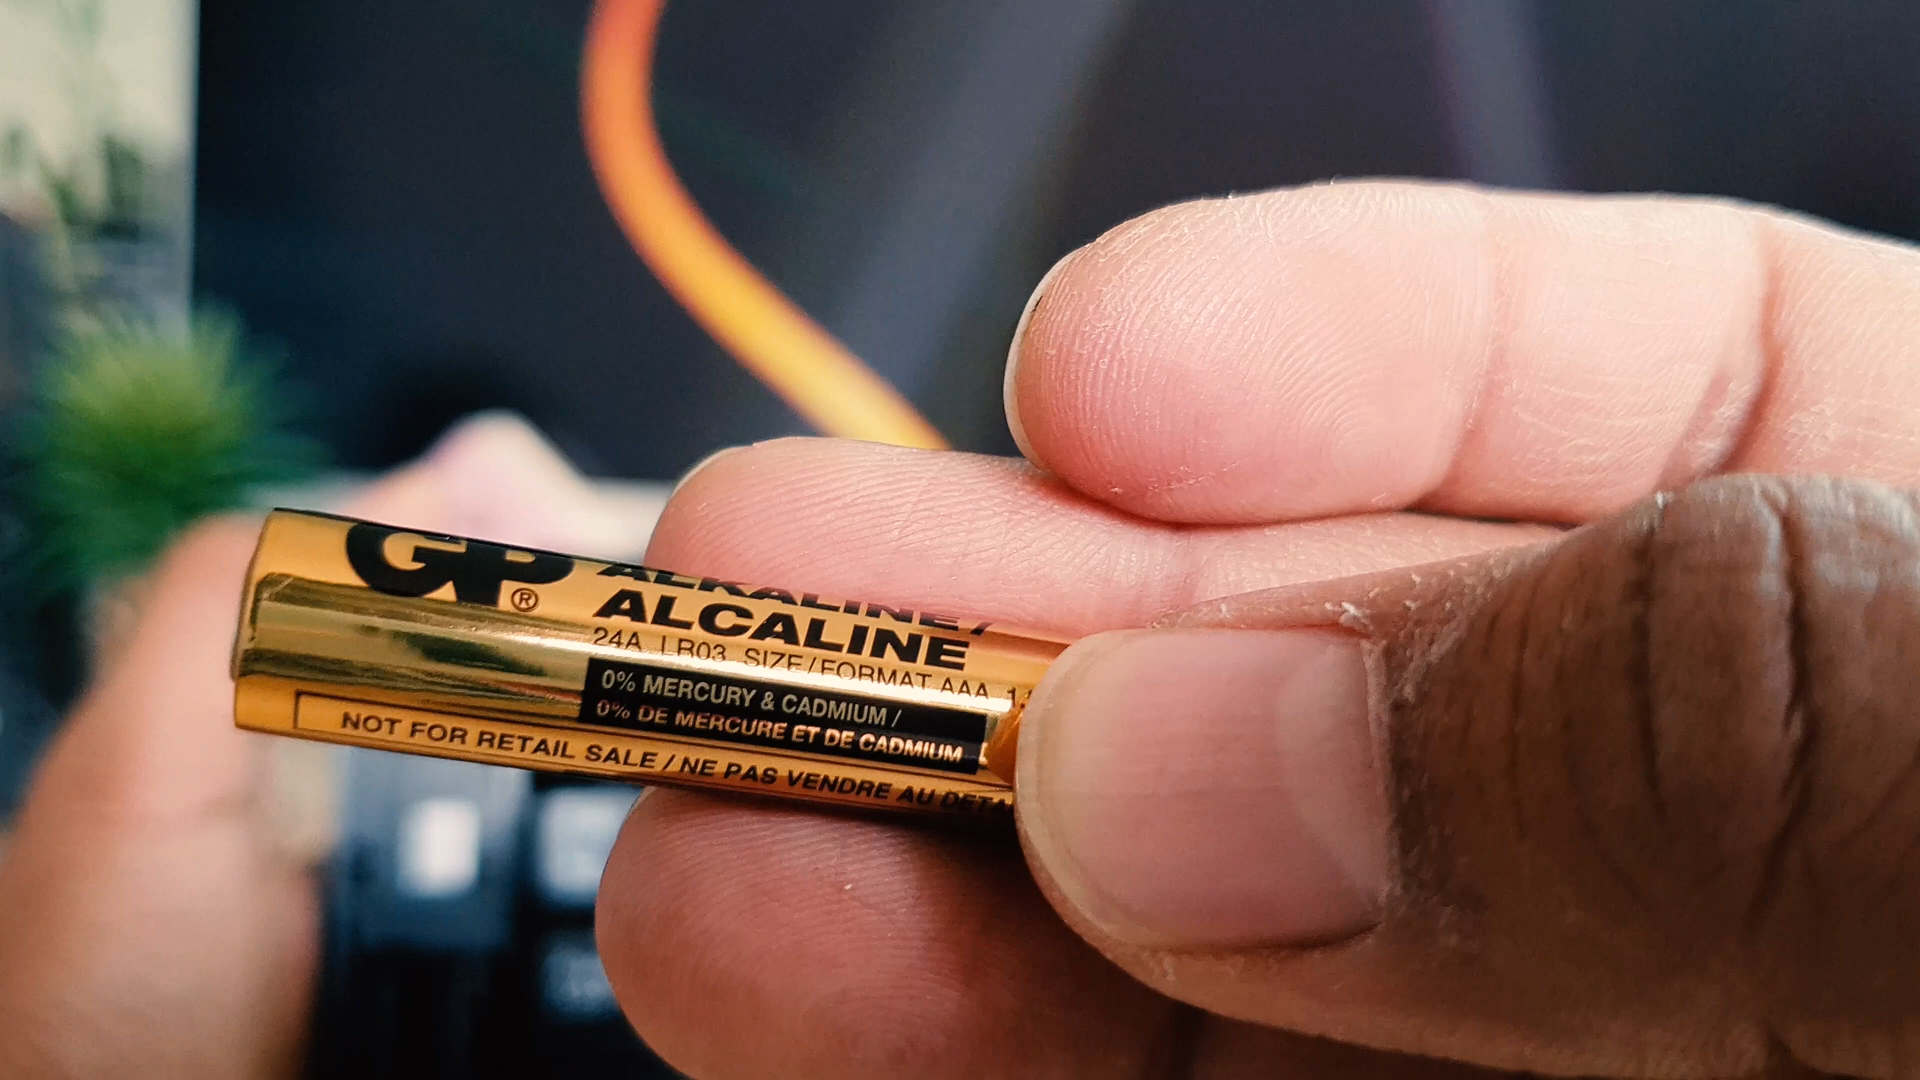 GP®
ALKALINE/
ALCALINE
24A LR03 SIZE/FORMAT AAA
0% MERCURY & CADMIUM /
0% DE MERCURE ET DE CADMIUM
NOT FOR RETAIL SALE / NE PAS VENDRE AU